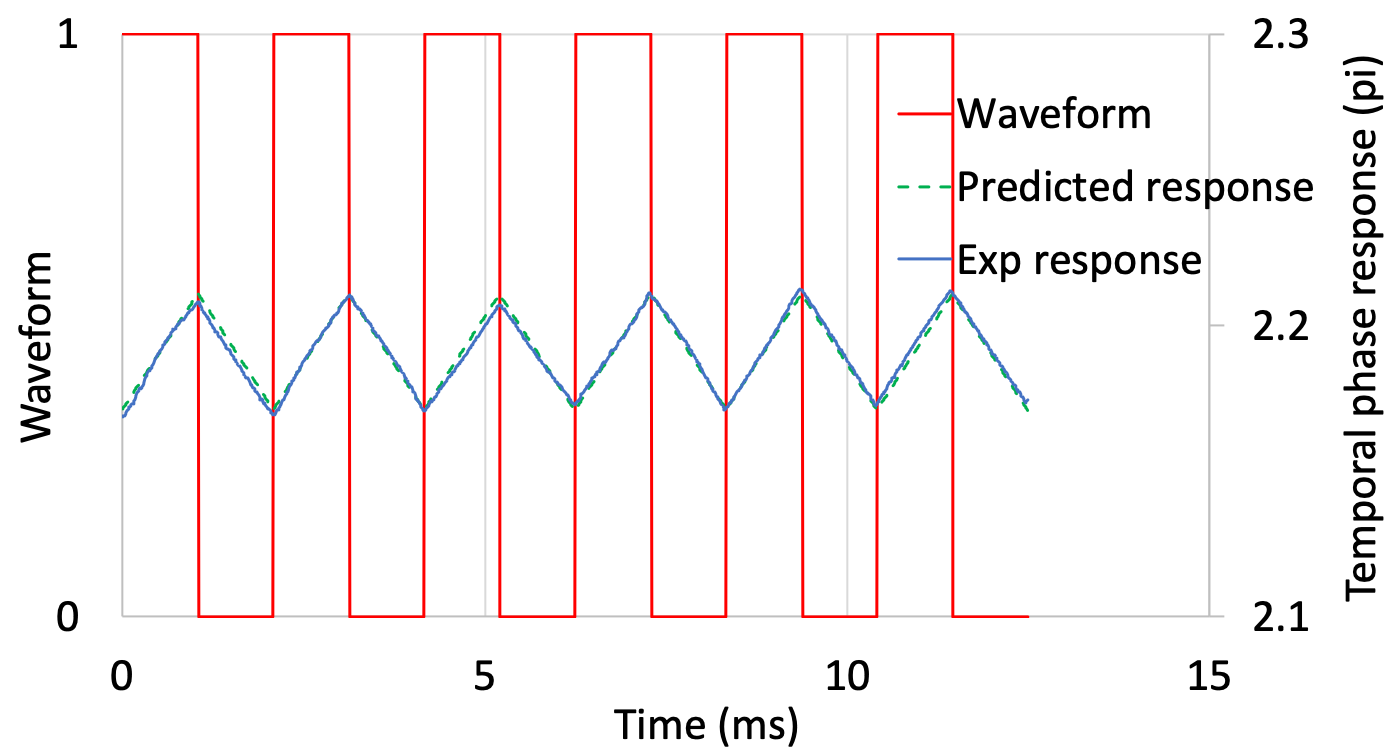 1
2.3
Waveform
Predicted response
Exp response
Waveform
2.2
Temporal phase response (pi)
0
2.1
0
5
10
15
Time (ms)